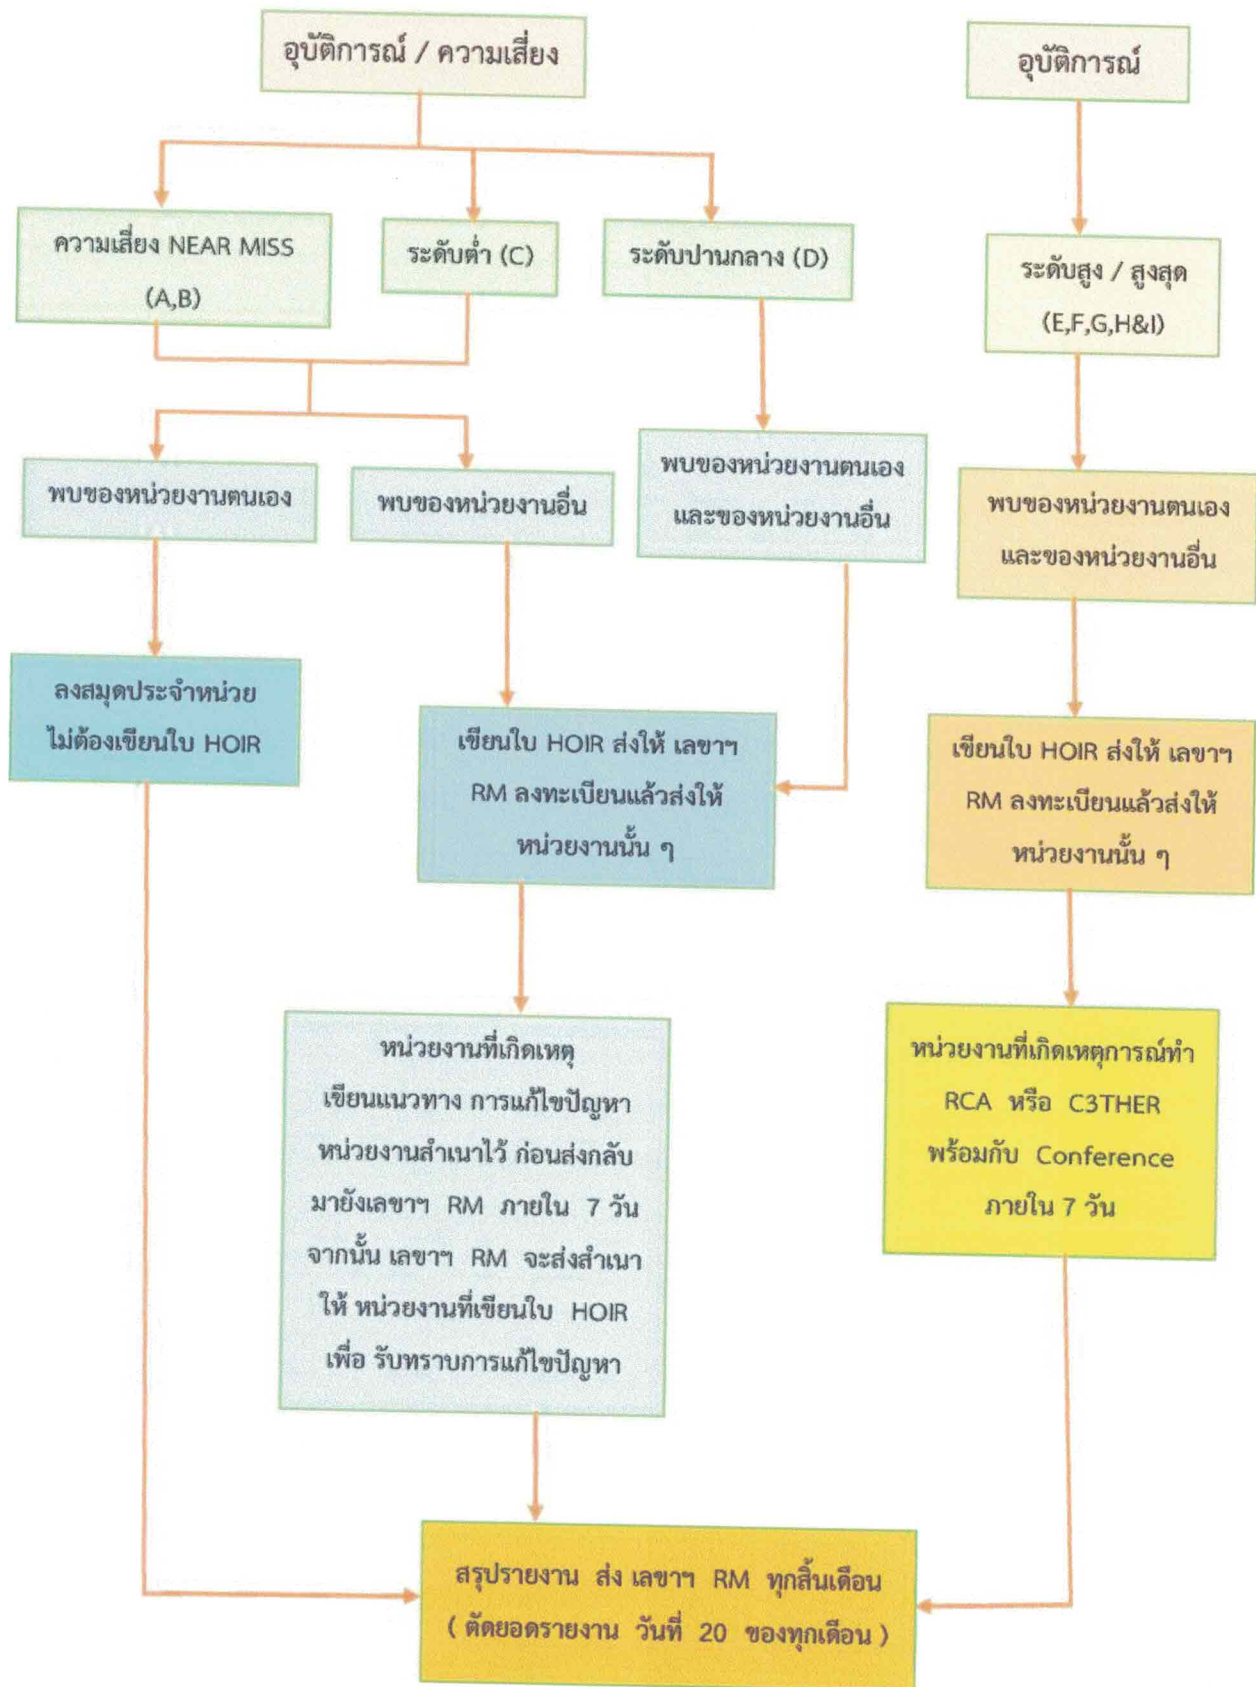 อุบัติการณ์ / ความเสี่ยง
อุบัติการณ์
ความเสี่ยง NEAR MISS
(A,B)
ระดับต่ำ (C)
ระดับปานกลาง (D)
ระดับสูง / สูงสุด
(E,F,G,H&I)
พบของหน่วยงานตนเอง
พบของหน่วยงานอื่น
พบของหน่วยงานตนเอง
และของหน่วยงานอื่น
พบของหน่วยงานตนเอง
และของหน่วยงานอื่น
ลงสมุดประจำหน่วย
ไม่ต้องเขียนใบ HOIR
เขียนใบ HOIR ส่งให้ เลขาฯ
RM ลงทะเบียนแล้วส่งให้
หน่วยงานนั้น ๆ
เขียนใบ HOIR ส่งให้ เลขาฯ
RM ลงทะเบียนแล้วส่งให้
หน่วยงานนั้น ๆ
หน่วยงานที่เกิดเหตุ
เขียนแนวทาง การแก้ไขปัญหา
หน่วยงานสำเนาไว้ ก่อนส่งกลับ
มายังเลขาฯ RM ภายใน 7 วัน
จากนั้น เลขาฯ RM จะส่งสำเนา
ให้ หน่วยงานที่เขียนใบ HOIR
เพื่อ รับทราบการแก้ไขปัญหา
หน่วยงานที่เกิดเหตุการณ์ทำ
RCA หรือ C3THER
พร้อมกับ Conference
ภายใน 7 วัน
สรุปรายงาน ส่ง เลขาฯ RM ทุกสิ้นเดือน
( ตัดยอดรายงาน วันที่ 20 ของทุกเดือน )